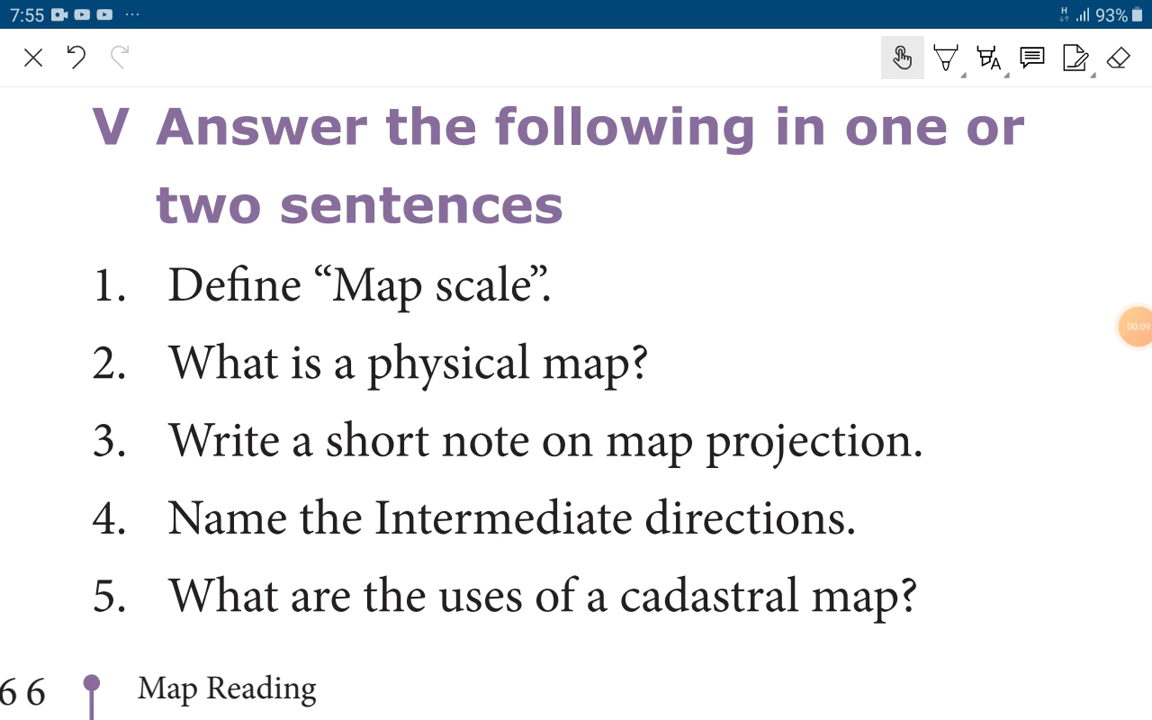 7:55 ··· H 93%
V Answer the following in one or
two sentences
1. Define “Map scale”.
2. What is a physical map?
3. Write a short note on map projection.
00:09
4. Name the Intermediate directions.
5. What are the uses of a cadastral map?
66 Map Reading